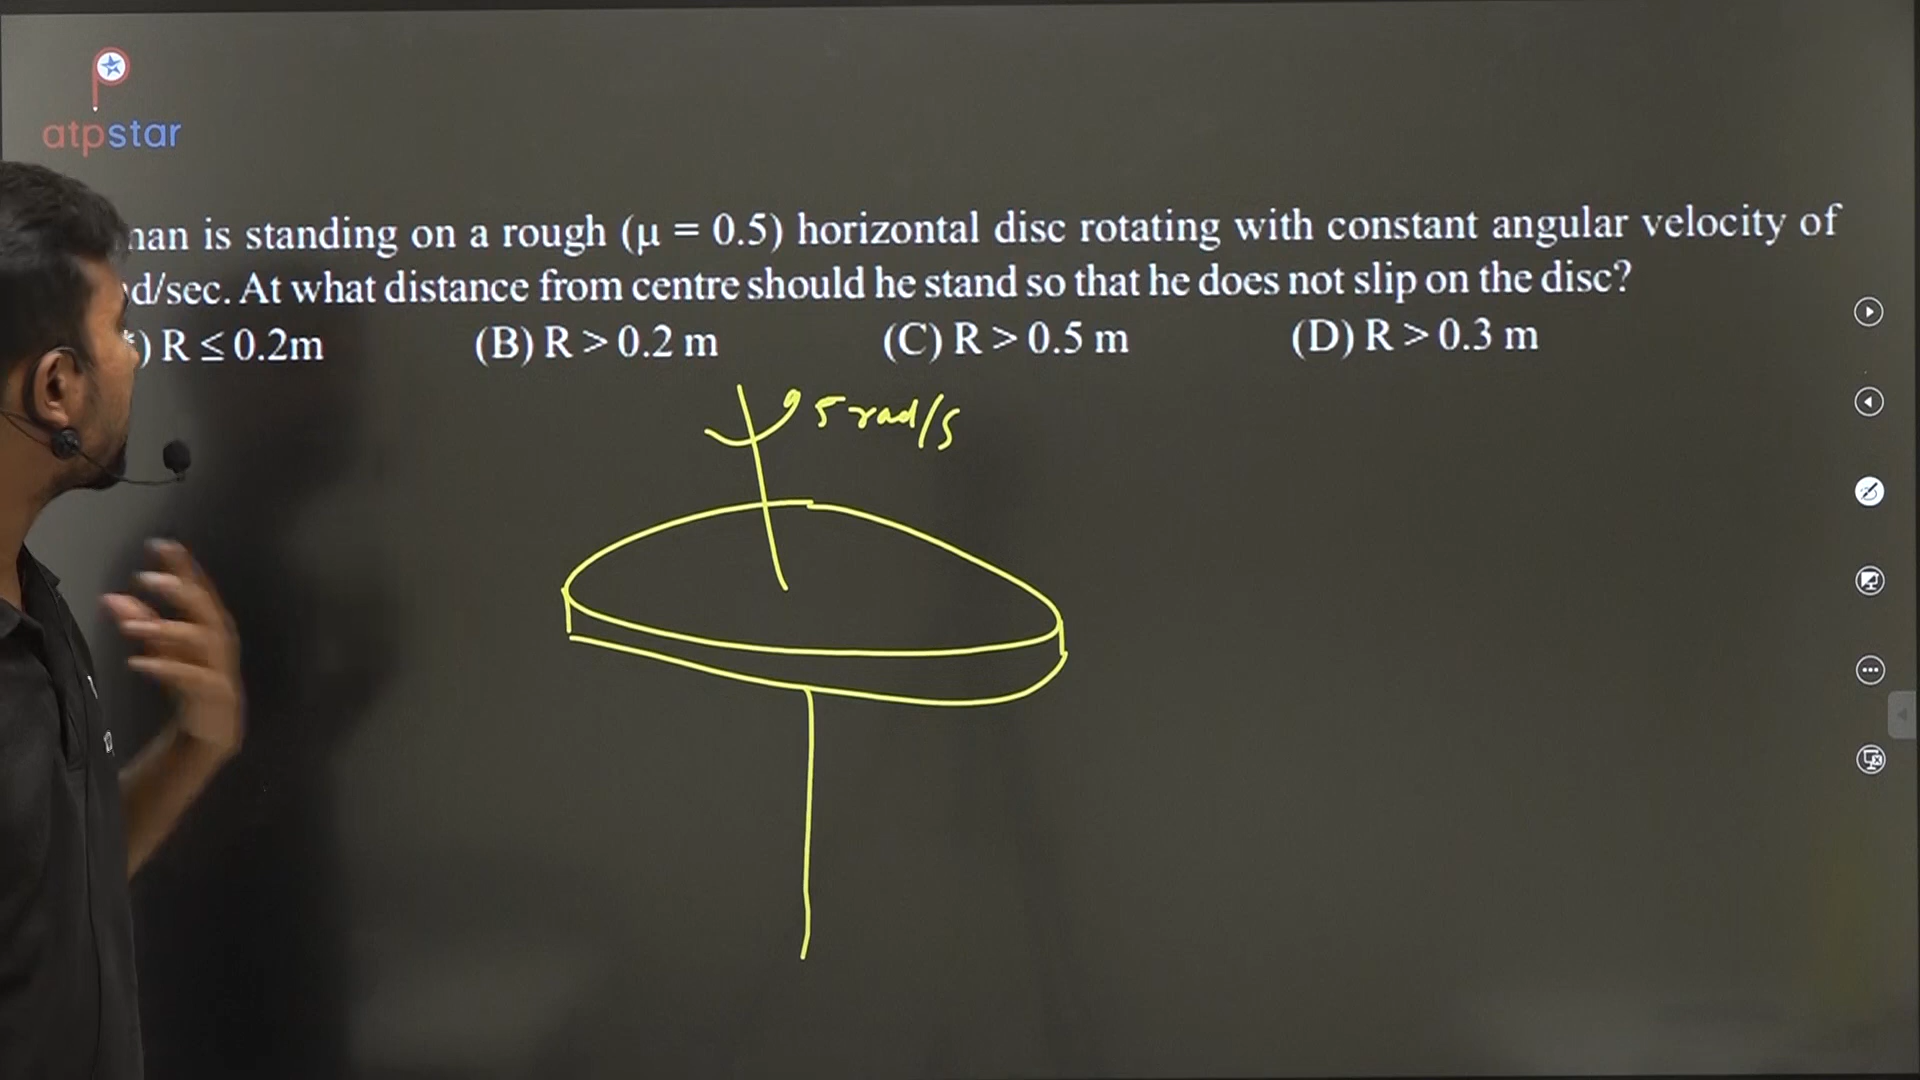 atpstar
is standing on a rough (μ = 0.5) horizontal disc rotating with constant angular velocity of
d/sec. At what distance from centre should he stand so that he does not slip on the disc?
) R ≤ 0.2m (B) R > 0.2 m (C) R > 0.5 m (D) R > 0.3 m
5 rad/s